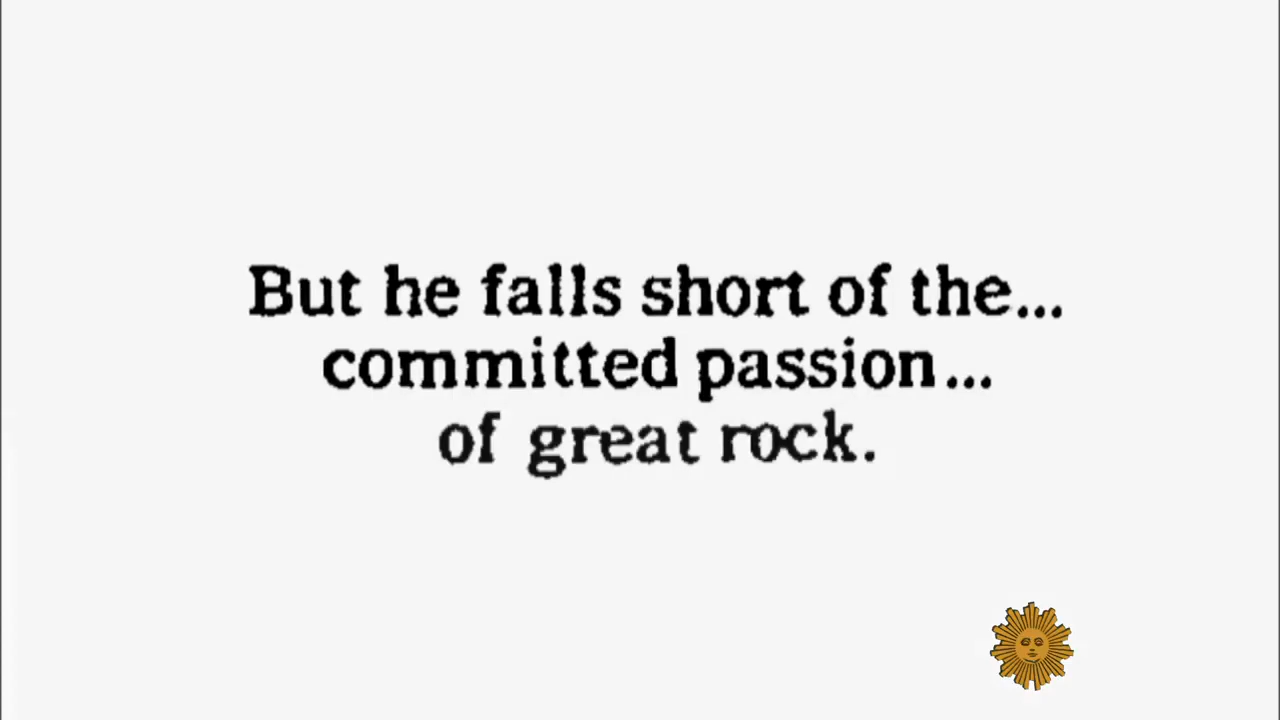 But he falls short of the...
committed passion...
of great rock.